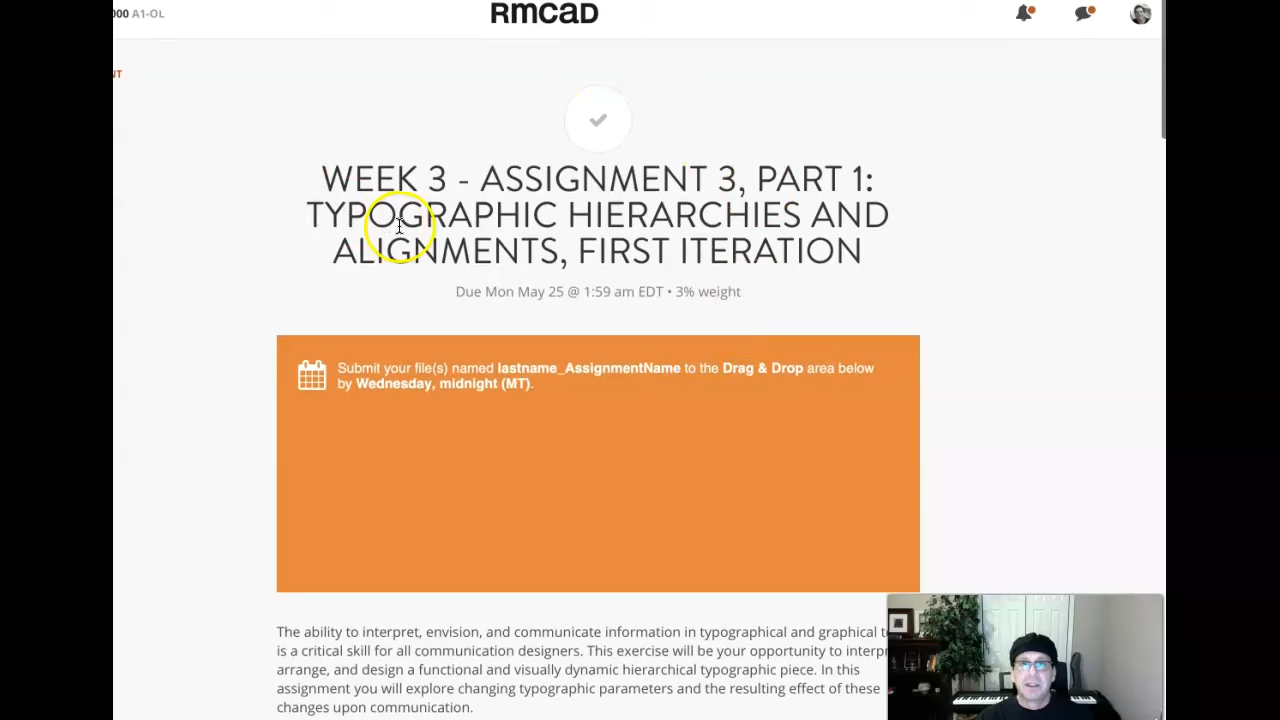 000 A1-OL
RMCAD
NT
WEEK 3 - ASSIGNMENT 3, PART 1:
TYPOGRAPHIC HIERARCHIES AND
ALIGNMENTS, FIRST ITERATION
Due Mon May 25 @ 1:59 am EDT • 3% weight
Submit your file(s) named lastname_AssignmentName to the Drag & Drop area below
by Wednesday, midnight (MT).
The ability to interpret, envision, and communicate information in typographical and graphical
is a critical skill for all communication designers. This exercise will be your opportunity to
arrange, and design a functional and visually dynamic hierarchical typographic piece. In this
assignment you will explore changing typographic parameters and the resulting effect of these
changes upon communication.